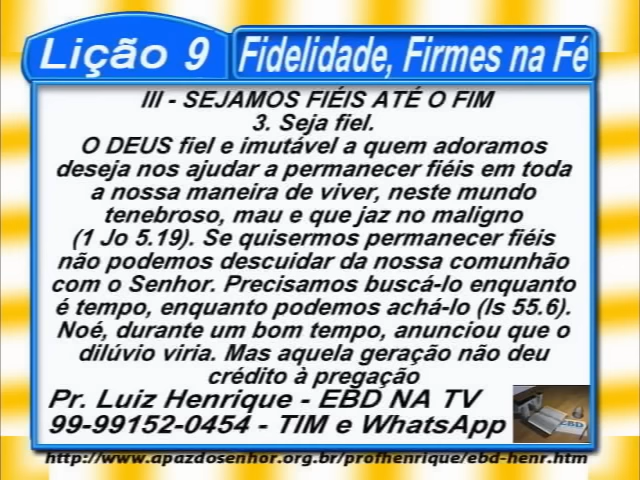 Lição 9
Fidelidade, Firmes na Fé
III - SEJAMOS FIÉIS ATÉ O FIM
3. Seja fiel.
O DEUS fiel e imutável a quem adoramos
deseja nos ajudar a permanecer fiéis em toda
a nossa maneira de viver, neste mundo
tenebroso, mau e que jaz no maligno
(1 Jo 5.19). Se quisermos permanecer fiéis
não podemos descuidar da nossa comunhão
com o Senhor. Precisamos buscá-lo enquanto
é tempo, enquanto podemos achá-lo (Is 55.6).
Noé, durante um bom tempo, anunciou que o
dilúvio viria. Mas aquela geração não deu
crédito à pregação
Pr. Luiz Henrique - EBD NA TV
99-99152-0454 - TIM e WhatsApp
EBD
http://www.apazdosenhor.org.br/profhenrique/ebd-henr.htm